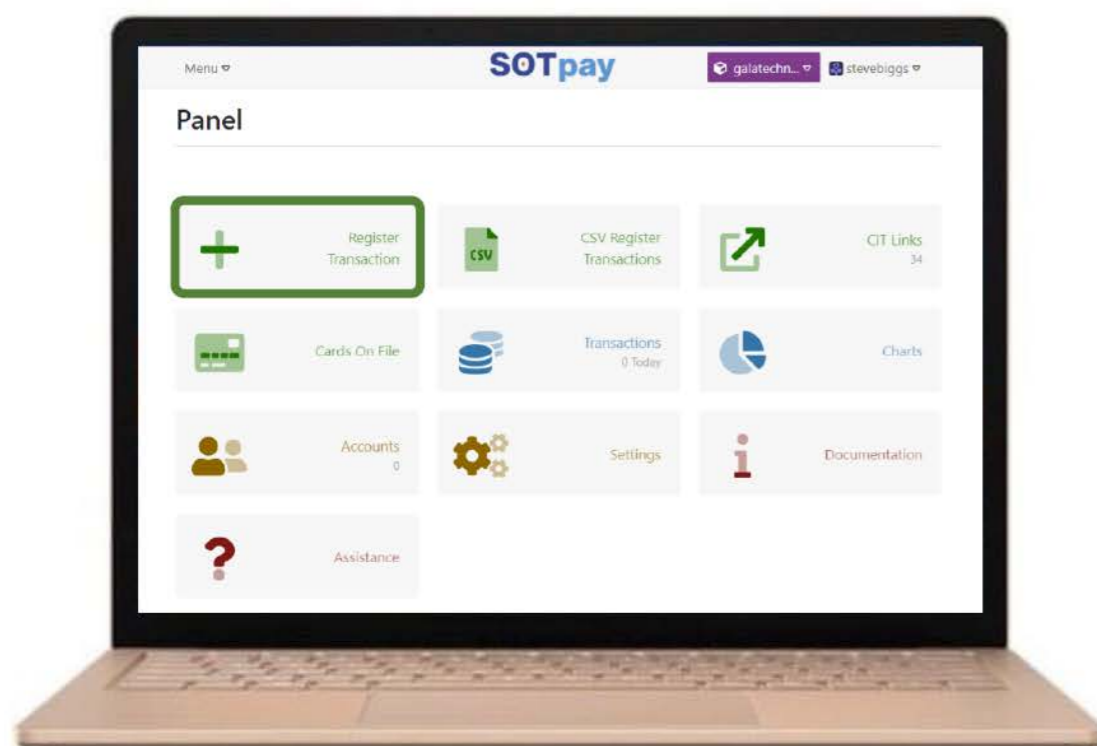 Menu
SOTpay
galatechn...
stevebiggs
Panel
Register
Transaction
CSV
CSV Register
Transactions
CIT Links
34
Cards On File
Transactions
0 Today
Charts
Accounts
0
Settings
Documentation
Assistance